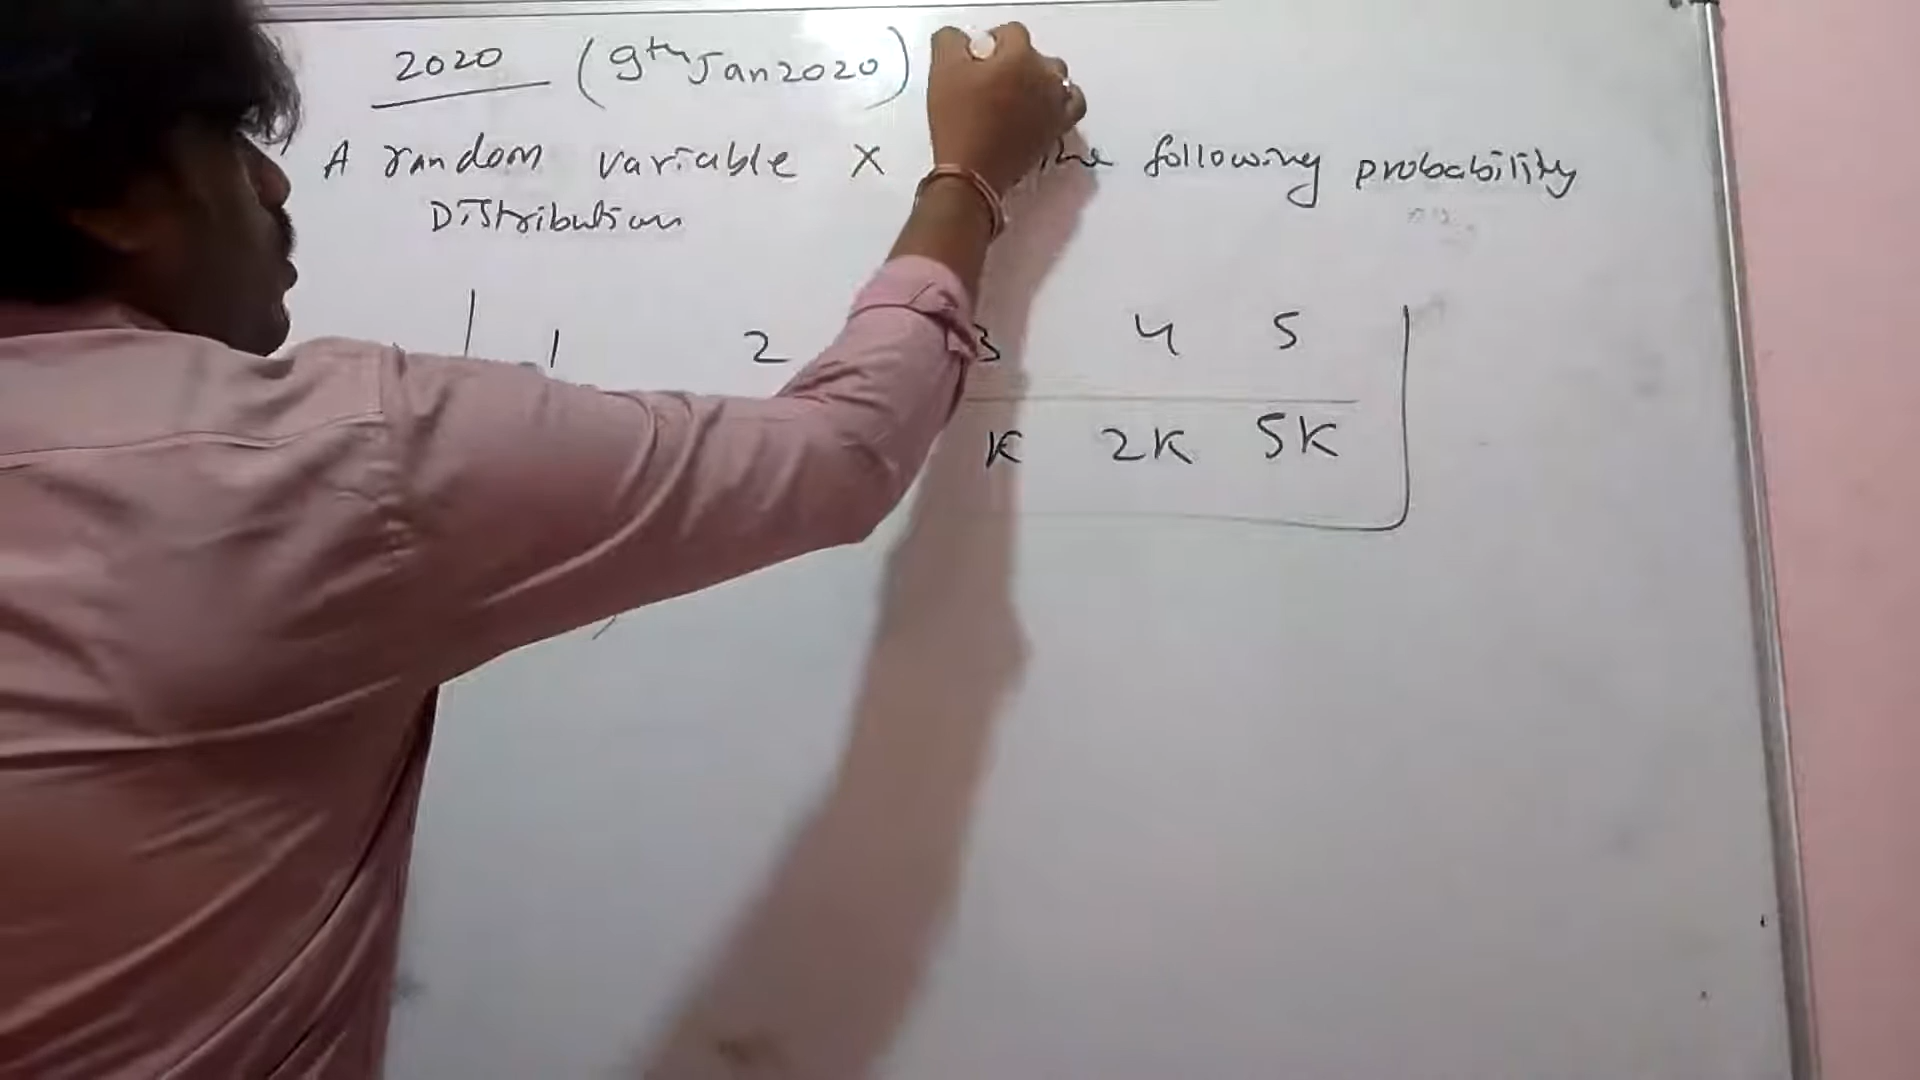 2020 (9th Jan 2020)
A random variable X the following probability
Distribution
1 2 3 4 5
K 2K 5K